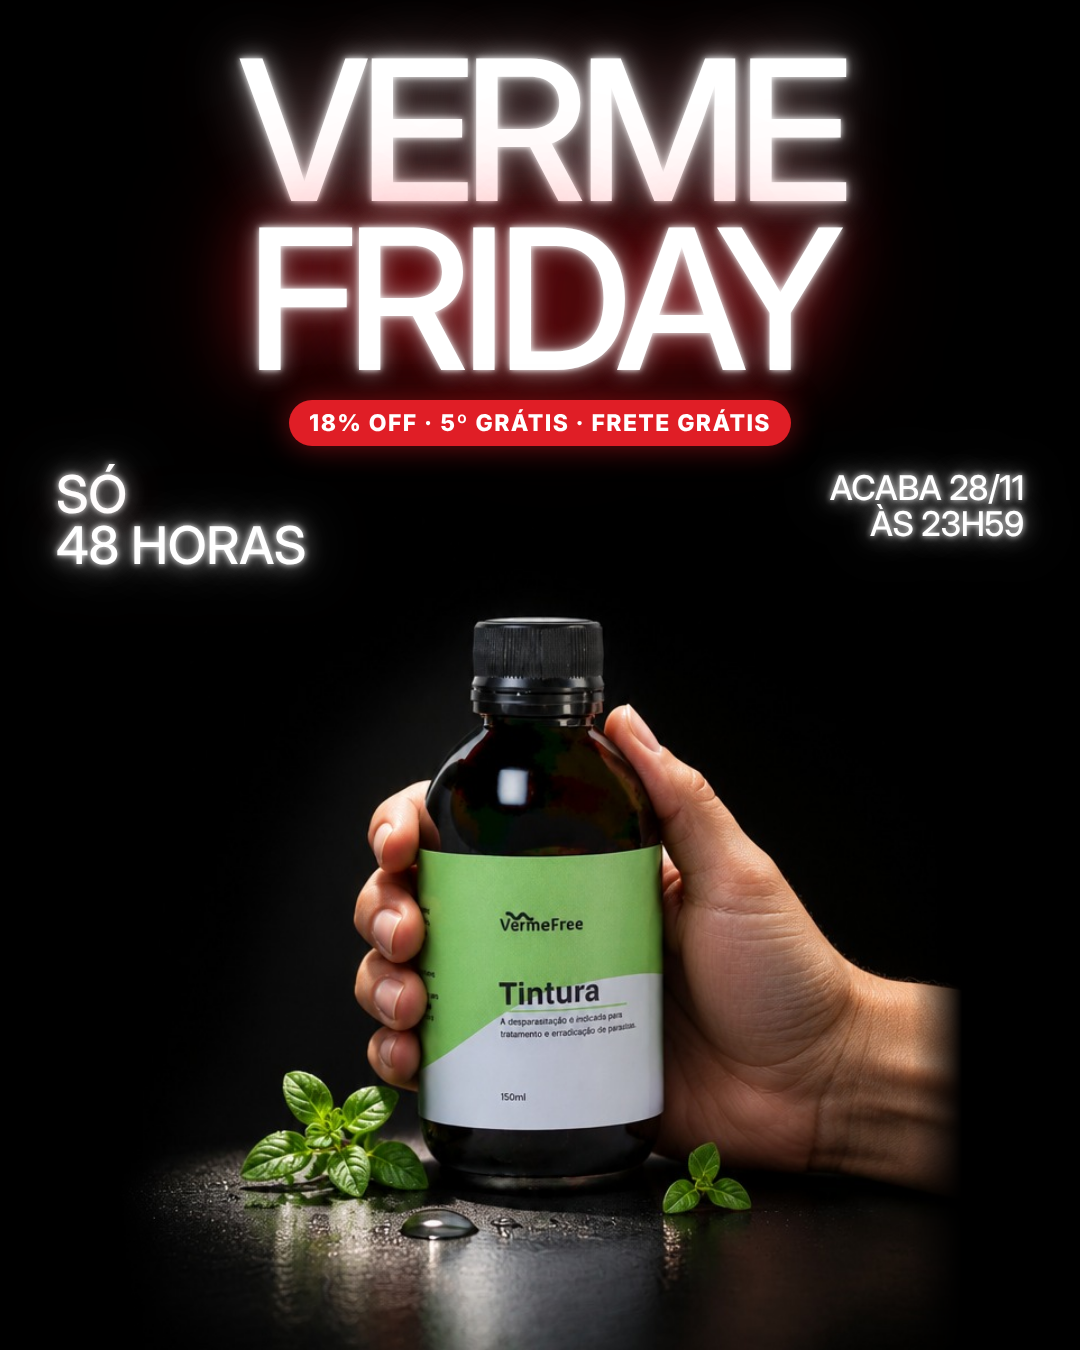 VERME
FRIDAY
18% OFF · 5º GRÁTIS · FRETE GRÁTIS
SÓ
48 HORAS
ACABA 28/11
ÀS 23H59
VermeFree
Tintura
A desparasitação é indicada para
tratamento e erradicação de parasitas.
150ml